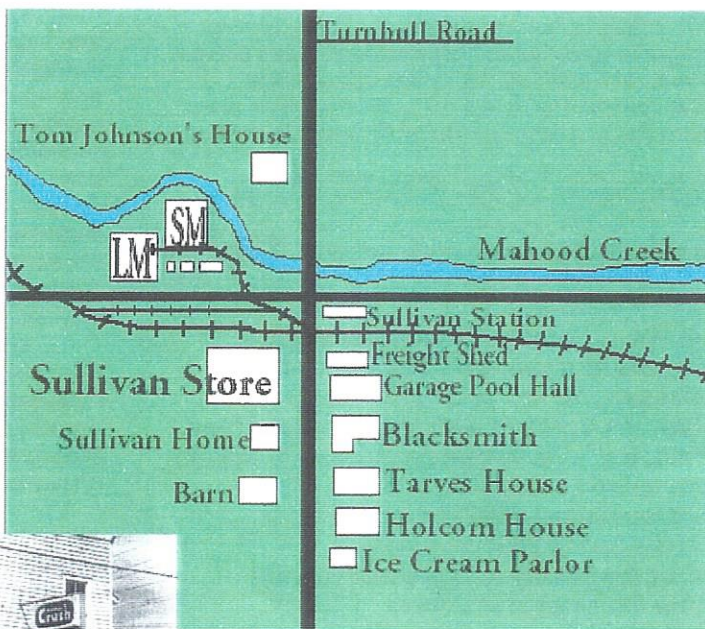 Turnbull Road
Tom Johnson's House
SM
LM
Mahood Creek
Sullivan Station
Freight Shed
Sullivan Store
Garage Pool Hall
Sullivan Home
Blacksmith
Barn
Tarves House
Holcom House
Ice Cream Parlor
Crush